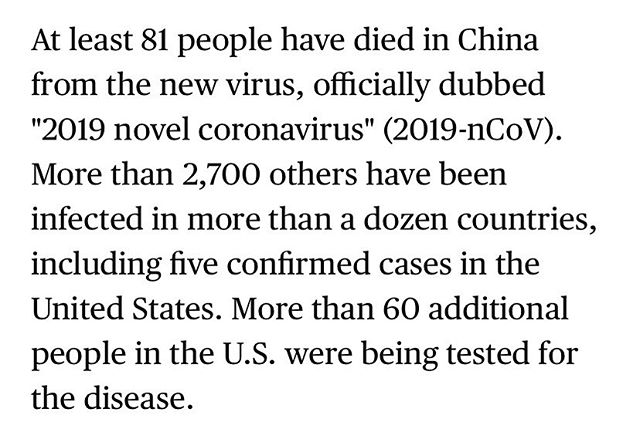 At least 81 people have died in China
from the new virus, officially dubbed
"2019 novel coronavirus" (2019-nCoV).
More than 2,700 others have been
infected in more than a dozen countries,
including five confirmed cases in the
United States. More than 60 additional
people in the U.S. were being tested for
the disease.